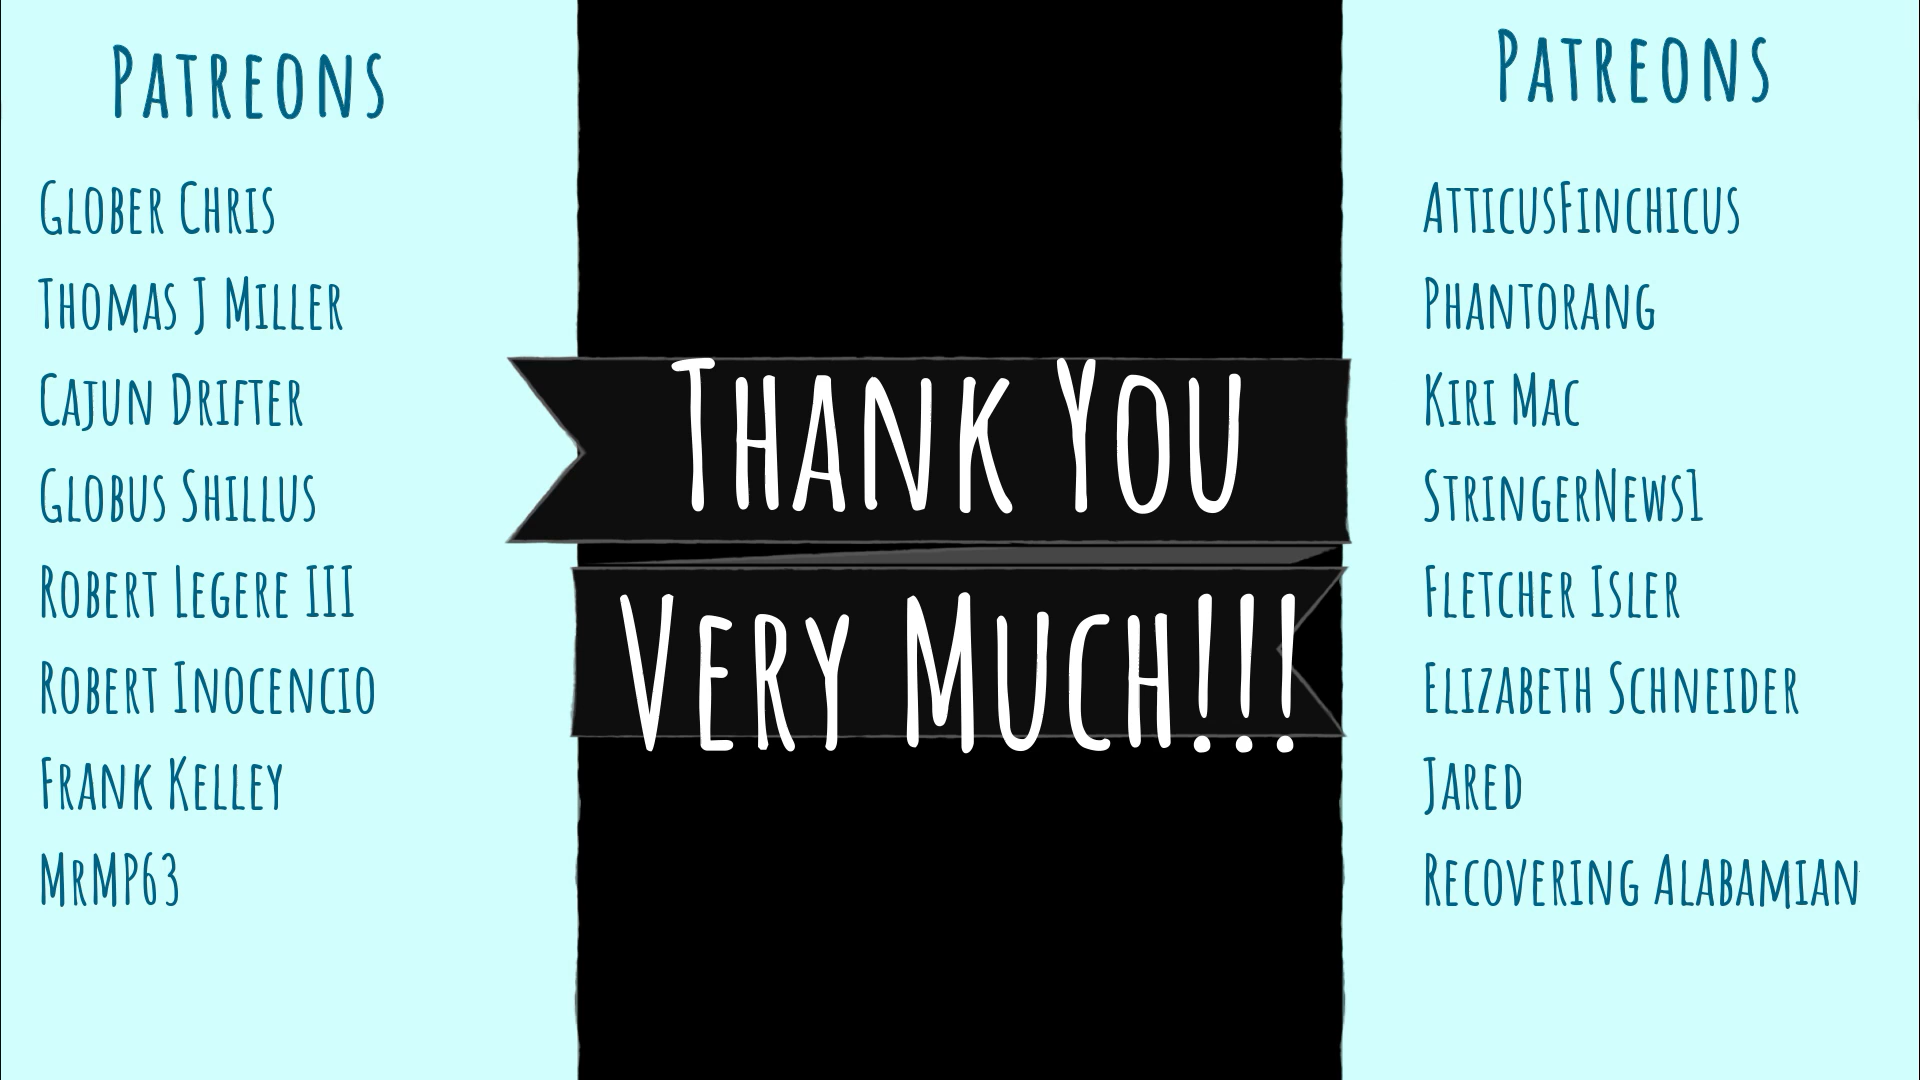 Patreons
Glober Chris
Thomas J Miller
Cajun Drifter
Globus Shillus
Robert Legere III
Robert Inocencio
Frank Kelley
MrMP63
Thank You
Very Much!!!
Patreons
AtticusFinchicus
Phantorang
Kiri Mac
StringerNews1
Fletcher Isler
Elizabeth Schneider
Jared
Recovering Alabamian